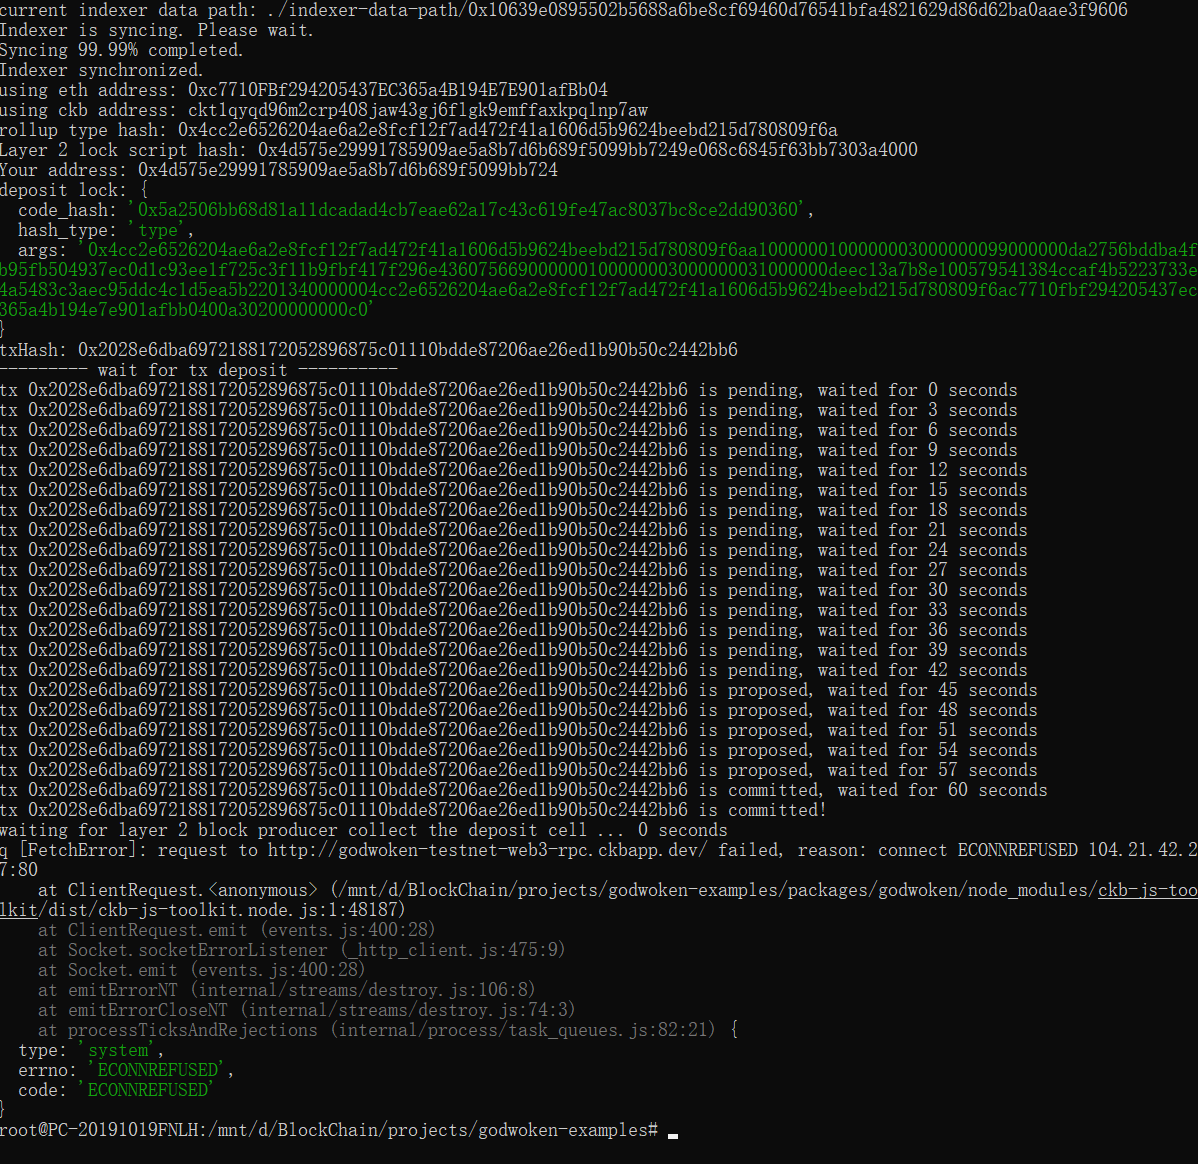 current indexer data path: ./indexer-data-path/0x10639e0895502b5688a6be8cf69460d76541bfa4821629d86d62ba0aae3f9606
Indexer is syncing. Please wait.
Syncing 99.99% completed.
Indexer synchronized.
using eth address: 0xc7710FBf294205437EC365a4B194E7E901afBb04
using ckb address: ckt1qyqd96m2crp408jaw43gj6flgk9emffaxkpqlnp7aw
rollup type hash: 0x4cc2e6526204ae6a2e8fcf12f7ad472f41a1606d5b9624beebd215d780809f6a
Layer 2 lock script hash: 0x4d575e29991785909ae5a8b7d6b689f5099bb7249e068c6845f63bb7303a4000
Your address: 0x4d575e29991785909ae5a8b7d6b689f5099bb724
deposit lock: {
code_hash: '0x5a2506bb68d81a11dcadad4cb7eae62a17c43c619fe47ac8037bc8ce2dd90360',
hash_type: 'type',
args: '0x4cc2e6526204ae6a2e8fcf12f7ad472f41a1606d5b9624beebd215d780809f6aa1000000100000003000000099000000da2756bddba4f
b95fb504937ec0d1c93ee1f725c3f11b9fbf417f296e436075669000000100000003000000031000000deec13a7b8e100579541384ccaf4b5223733e
4a5483c3aec95ddc4c1d5ea5b2201340000004cc2e6526204ae6a2e8fcf12f7ad472f41a1606d5b9624beebd215d780809f6ac7710fbf294205437ec
365a4b194e7e901afbb0400a30200000000c0'
}
txHash: 0x2028e6dba6972188172052896875c01110bdde87206ae26ed1b90b50c2442bb6
--------- wait for tx deposit ----------
tx 0x2028e6dba6972188172052896875c01110bdde87206ae26ed1b90b50c2442bb6 is pending, waited for 0 seconds
tx 0x2028e6dba6972188172052896875c01110bdde87206ae26ed1b90b50c2442bb6 is pending, waited for 3 seconds
tx 0x2028e6dba6972188172052896875c01110bdde87206ae26ed1b90b50c2442bb6 is pending, waited for 6 seconds
tx 0x2028e6dba6972188172052896875c01110bdde87206ae26ed1b90b50c2442bb6 is pending, waited for 9 seconds
tx 0x2028e6dba6972188172052896875c01110bdde87206ae26ed1b90b50c2442bb6 is pending, waited for 12 seconds
tx 0x2028e6dba6972188172052896875c01110bdde87206ae26ed1b90b50c2442bb6 is pending, waited for 15 seconds
tx 0x2028e6dba6972188172052896875c01110bdde87206ae26ed1b90b50c2442bb6 is pending, waited for 18 seconds
tx 0x2028e6dba6972188172052896875c01110bdde87206ae26ed1b90b50c2442bb6 is pending, waited for 21 seconds
tx 0x2028e6dba6972188172052896875c01110bdde87206ae26ed1b90b50c2442bb6 is pending, waited for 24 seconds
tx 0x2028e6dba6972188172052896875c01110bdde87206ae26ed1b90b50c2442bb6 is pending, waited for 27 seconds
tx 0x2028e6dba6972188172052896875c01110bdde87206ae26ed1b90b50c2442bb6 is pending, waited for 30 seconds
tx 0x2028e6dba6972188172052896875c01110bdde87206ae26ed1b90b50c2442bb6 is pending, waited for 33 seconds
tx 0x2028e6dba6972188172052896875c01110bdde87206ae26ed1b90b50c2442bb6 is pending, waited for 36 seconds
tx 0x2028e6dba6972188172052896875c01110bdde87206ae26ed1b90b50c2442bb6 is pending, waited for 39 seconds
tx 0x2028e6dba6972188172052896875c01110bdde87206ae26ed1b90b50c2442bb6 is pending, waited for 42 seconds
tx 0x2028e6dba6972188172052896875c01110bdde87206ae26ed1b90b50c2442bb6 is proposed, waited for 45 seconds
tx 0x2028e6dba6972188172052896875c01110bdde87206ae26ed1b90b50c2442bb6 is proposed, waited for 48 seconds
tx 0x2028e6dba6972188172052896875c01110bdde87206ae26ed1b90b50c2442bb6 is proposed, waited for 51 seconds
tx 0x2028e6dba6972188172052896875c01110bdde87206ae26ed1b90b50c2442bb6 is proposed, waited for 54 seconds
tx 0x2028e6dba6972188172052896875c01110bdde87206ae26ed1b90b50c2442bb6 is proposed, waited for 57 seconds
tx 0x2028e6dba6972188172052896875c01110bdde87206ae26ed1b90b50c2442bb6 is committed, waited for 60 seconds
tx 0x2028e6dba6972188172052896875c01110bdde87206ae26ed1b90b50c2442bb6 is committed!
waiting for layer 2 block producer collect the deposit cell ... 0 seconds
q [FetchError]: request to http://godwoken-testnet-web3-rpc.ckbapp.dev/ failed, reason: connect ECONNREFUSED 104.21.42.2
7:80
at ClientRequest.<anonymous> (/mnt/d/BlockChain/projects/godwoken-examples/packages/godwoken/node_modules/ckb-js-too
lkit/dist/ckb-js-toolkit.node.js:1:48187)
at ClientRequest.emit (events.js:400:28)
at Socket.socketErrorListener (_http_client.js:475:9)
at Socket.emit (events.js:400:28)
at emitErrorNT (internal/streams/destroy.js:106:8)
at emitErrorCloseNT (internal/streams/destroy.js:74:3)
at processTicksAndRejections (internal/process/task_queues.js:82:21) {
type: 'system',
errno: 'ECONNREFUSED',
code: 'ECONNREFUSED'
}
root@PC-20191019FNLH:/mnt/d/BlockChain/projects/godwoken-examples#